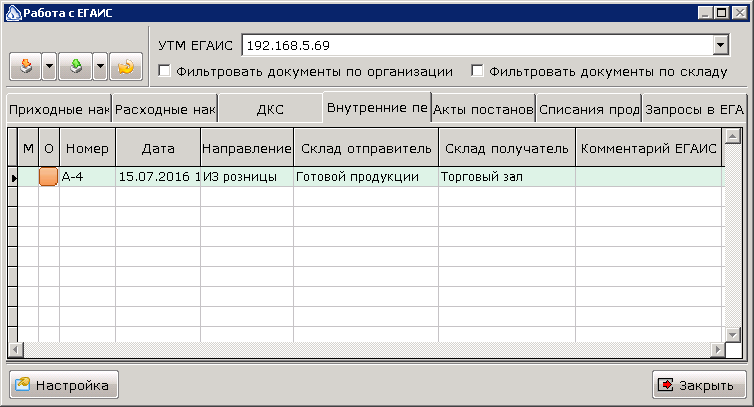 Работа с ЕГАИС
УТМ ЕГАИС 192.168.5.69
Фильтровать документы по организации Фильтровать документы по складу
Приходные нак Расходные нак ДКС Внутренние пе Акты постанов Списания прод Запросы в ЕГА
М О Номер Дата Направление Склад отправитель Склад получатель Комментарий ЕГАИС
А-4 15.07.2016 1 ИЗ розницы Готовой продукции Торговый зал
Настройка Закрыть